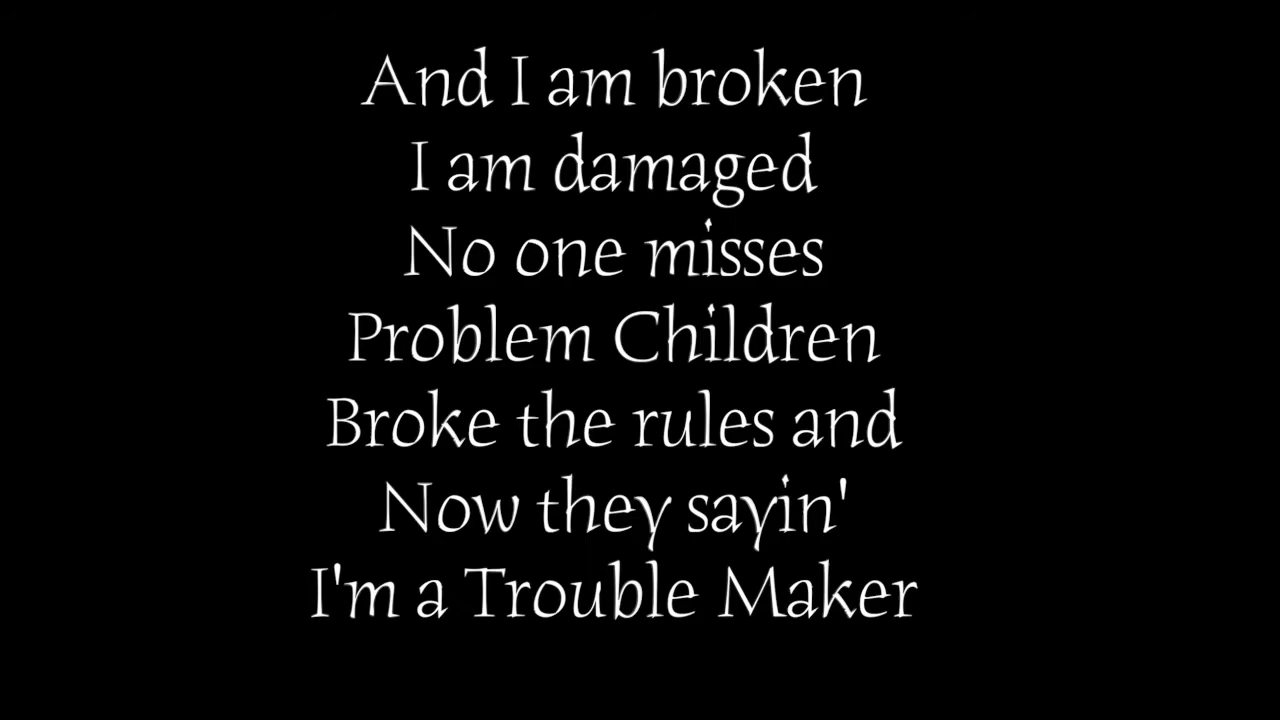 And I am broken
I am damaged
No one misses
Problem Children
Broke the rules and
Now they sayin'
I'm a Trouble Maker